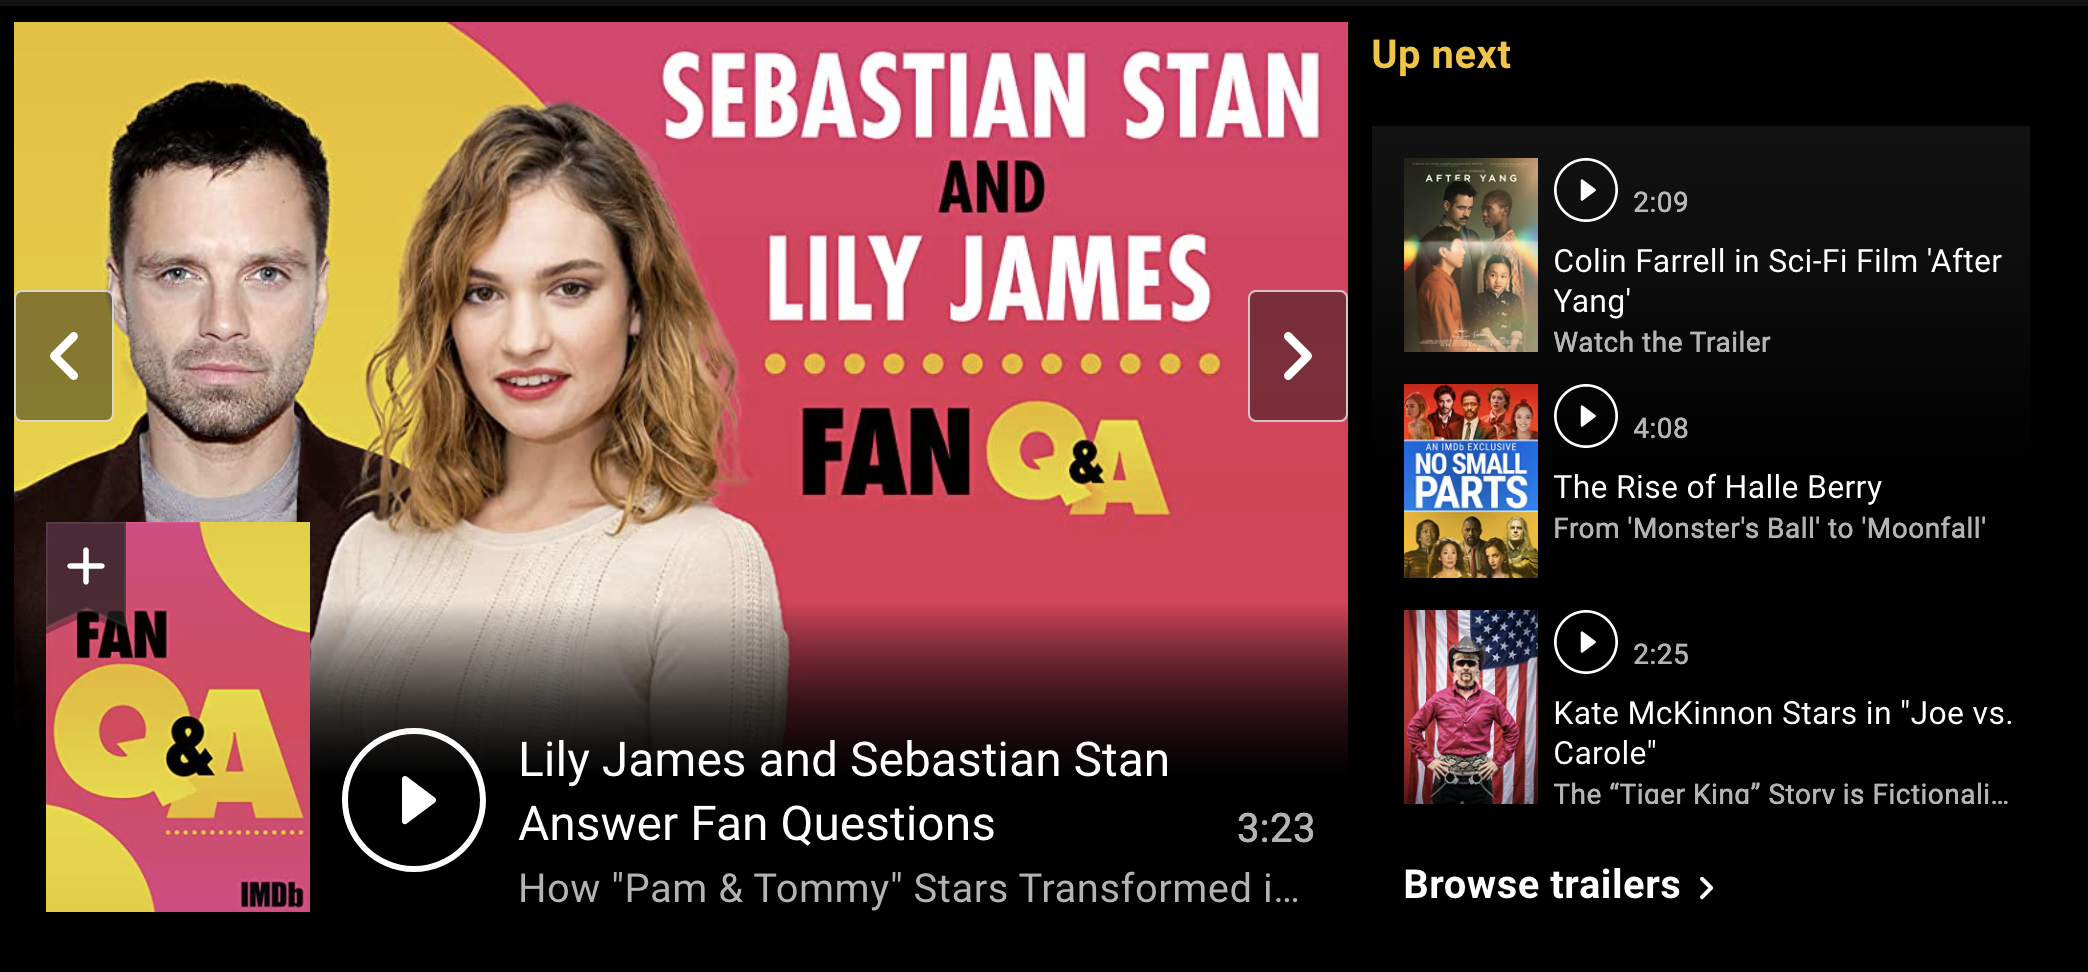 SEBASTIAN STAN
AND
LILY JAMES
FAN Q&A
FAN
Q&A
IMDb
Lily James and Sebastian Stan
Answer Fan Questions
3:23
How "Pam & Tommy" Stars Transformed i...
Up next
AFTER YANG
2:09
Colin Farrell in Sci-Fi Film 'After
Yang'
Watch the Trailer
AN IMDb EXCLUSIVE
NO SMALL
PARTS
4:08
The Rise of Halle Berry
From 'Monster's Ball' to 'Moonfall'
2:25
Kate McKinnon Stars in "Joe vs.
Carole"
The “Tiger King” Story is Fictionali...
Browse trailers